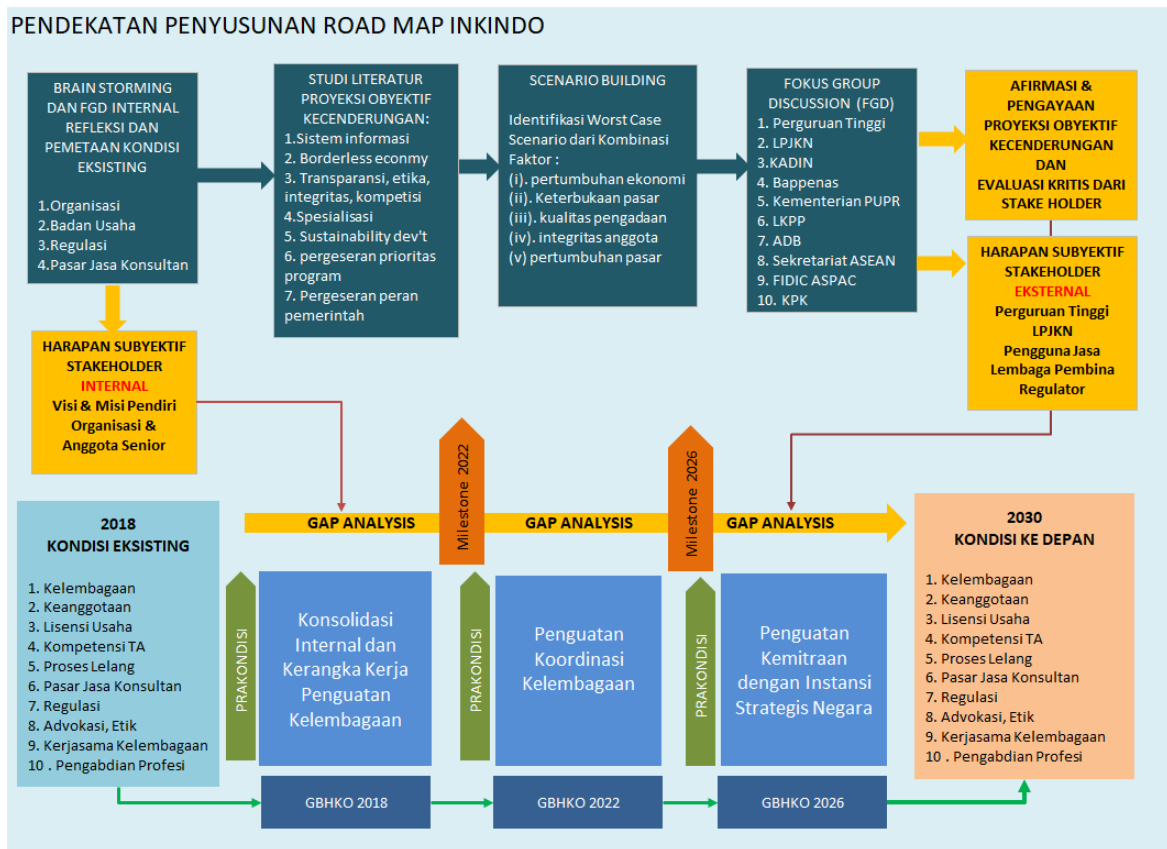 PENDEKATAN PENYUSUNAN ROAD MAP INKINDO
BRAIN STORMING
DAN FGD INTERNAL
REFLEKSI DAN
PEMETAAN KONDISI
EKSISTING
1.Organisasi
2.Badan Usaha
3.Regulasi
4.Pasar Jasa Konsultan
STUDI LITERATUR
PROYEKSI OBYEKTIF
KECENDERUNGAN:
1.Sistem informasi
2. Borderless econmy
3. Transparansi, etika,
integritas, kompetisi
4.Spesialisasi
5. Sustainability dev't
6. pergeseran prioritas
program
7. Pergeseran peran
pemerintah
SCENARIO BUILDING
Identifikasi Worst Case
Scenario dari Kombinasi
Faktor :
(i). pertumbuhan ekonomi
(ii). Keterbukaan pasar
(iii). kualitas pengadaan
(iv). integritas anggota
(v) pertumbuhan pasar
FOKUS GROUP
DISCUSSION (FGD)
1. Perguruan Tinggi
2. LPJKN
3.KADIN
4. Bappenas
5. Kementerian PUPR
6. LKPP
7. ADB
8. Sekretariat ASEAN
9. FIDIC ASPAC
10. KPK
AFIRMASI &
PENGAYAAN
PROYEKSI OBYEKTIF
KECENDERUNGAN
DAN
EVALUASI KRITIS DARI
STAKE HOLDER
HARAPAN SUBYEKTIF
STAKEHOLDER
EKSTERNAL
Perguruan Tinggi
LPJKN
Pengguna Jasa
Lembaga Pembina
Regulator
HARAPAN SUBYEKTIF
STAKEHOLDER
INTERNAL
Visi & Misi Pendiri
Organisasi &
Anggota Senior
2018
KONDISI EKSISTING
1. Kelembagaan
2. Keanggotaan
3. Lisensi Usaha
4. Kompetensi TA
5. Proses Lelang
6. Pasar Jasa Konsultan
7. Regulasi
8. Advokasi, Etik
9. Kerjasama Kelembagaan
10 . Pengabdian Profesi
GAP ANALYSIS
Milestone 2022
GAP ANALYSIS
Milestone 2026
GAP ANALYSIS
PRAKONDISI
Konsolidasi
Internal dan
Kerangka Kerja
Penguatan
Kelembagaan
PRAKONDISI
Penguatan
Koordinasi
Kelembagaan
PRAKONDISI
Penguatan
Kemitraan
dengan Instansi
Strategis Negara
2030
KONDISI KE DEPAN
1. Kelembagaan
2. Keanggotaan
3. Lisensi Usaha
4. Kompetensi TA
5. Proses Lelang
6. Pasar Jasa Konsultan
7. Regulasi
8. Advokasi, Etik
9. Kerjasama Kelembagaan
10. Pengabdian Profesi
GBHKO 2018
GBHKO 2022
GBHKO 2026